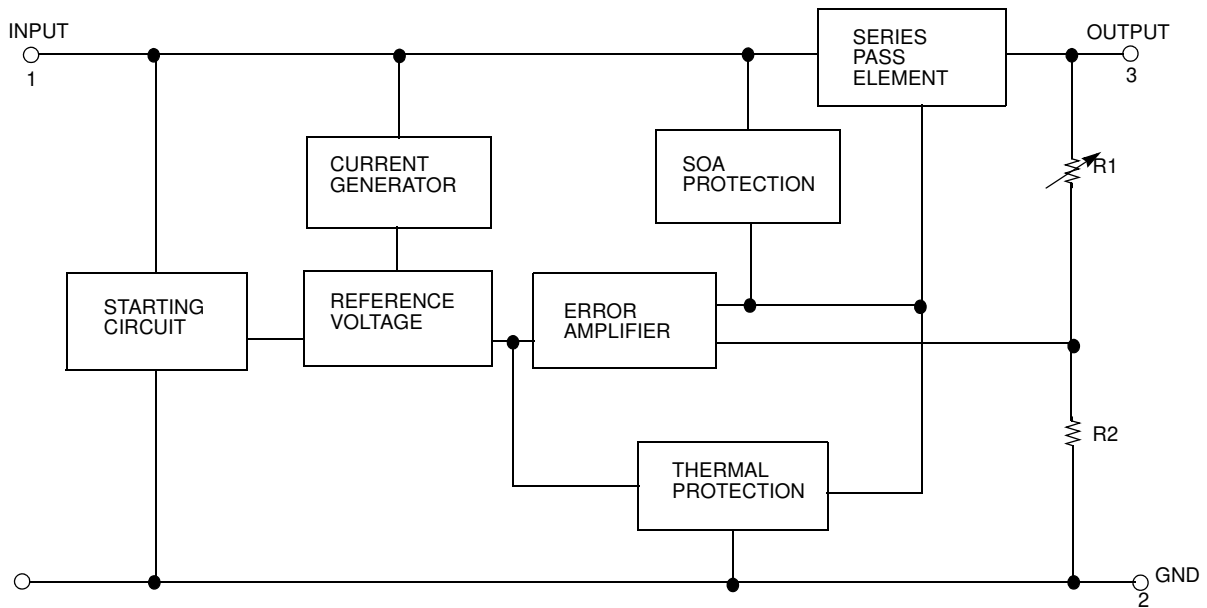 INPUT
1
SERIES
PASS
ELEMENT
OUTPUT
3
CURRENT
GENERATOR
SOA
PROTECTION
R1
STARTING
CIRCUIT
REFERENCE
VOLTAGE
ERROR
AMPLIFIER
R2
THERMAL
PROTECTION
GND
2